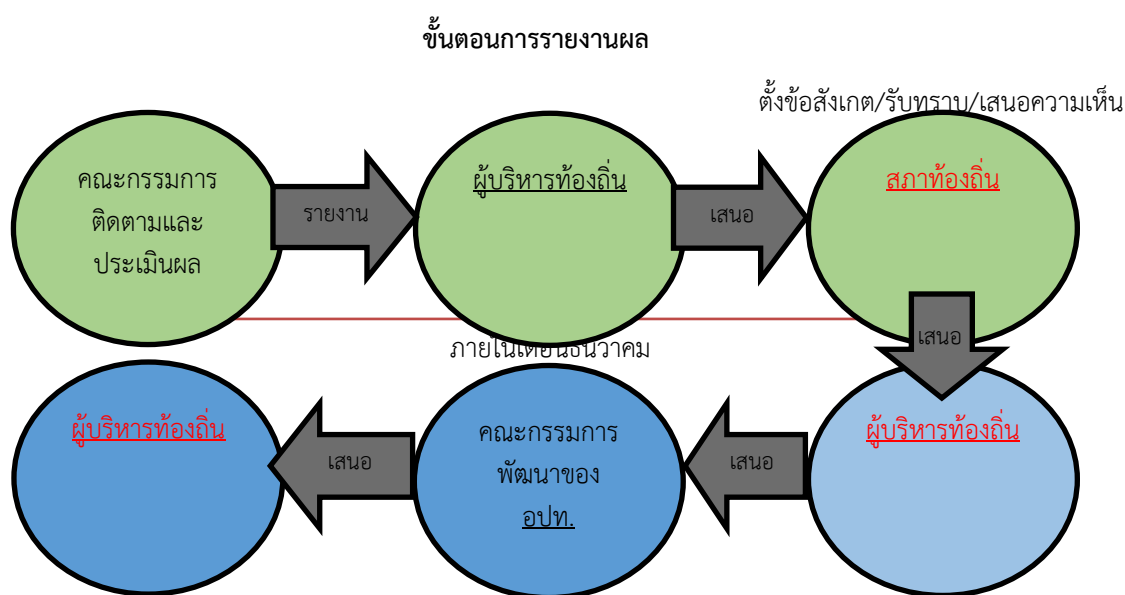 ขั้นตอนการรายงานผล
ตั้งข้อสังเกต/รับทราบ/เสนอความเห็น
คณะกรรมการ
ติดตามและ
ประเมินผล
รายงาน
ผู้บริหารท้องถิ่น
เสนอ
สภาท้องถิ่น
เสนอ
ภายในเดือนธันวาคม
ผู้บริหารท้องถิ่น
เสนอ
คณะกรรมการ
พัฒนาของ
อปท.
เสนอ
ผู้บริหารท้องถิ่น